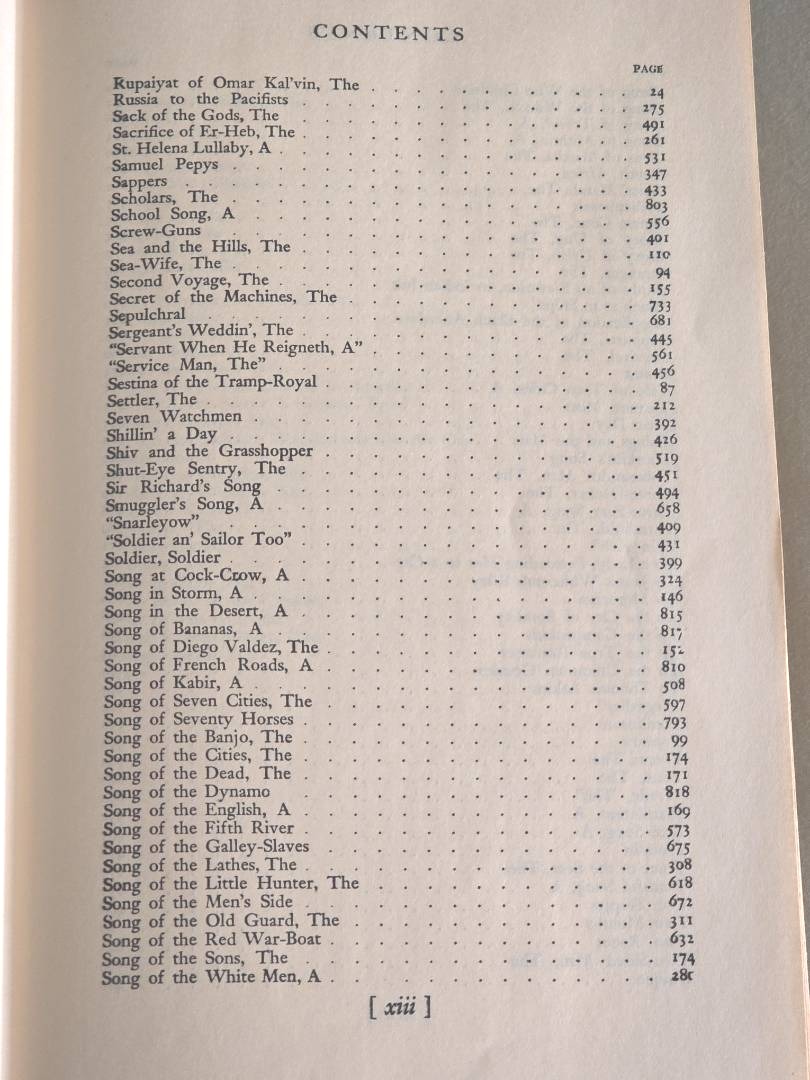 CONTENTS
PAGE
Rupaiyat of Omar Kal'vin, The . . . . . . . . . . . 24
Russia to the Pacifists . . . . . . . . . . . . . 275
Sack of the Gods, The . . . . . . . . . . . . . 491
Sacrifice of Er-Heb, The . . . . . . . . . . . . . 261
St. Helena Lullaby, A . . . . . . . . . . . . . . 531
Samuel Pepys . . . . . . . . . . . . . . . . 347
Sappers . . . . . . . . . . . . . . . . . . 433
Scholars, The . . . . . . . . . . . . . . . . 803
School Song, A . . . . . . . . . . . . . . . 556
Screw-Guns . . . . . . . . . . . . . . . . 401
Sea and the Hills, The . . . . . . . . . . . . . 110
Sea-Wife, The . . . . . . . . . . . . . . . . 94
Second Voyage, The . . . . . . . . . . . . . . 155
Secret of the Machines, The . . . . . . . . . . . . 733
Sepulchral . . . . . . . . . . . . . . . . . 681
Sergeant's Weddin', The . . . . . . . . . . . . . 445
"Servant When He Reigneth, A" . . . . . . . . . . . 561
"Service Man, The" . . . . . . . . . . . . . . 456
Sestina of the Tramp-Royal . . . . . . . . . . . . 87
Settler, The . . . . . . . . . . . . . . . . . 212
Seven Watchmen . . . . . . . . . . . . . . . 392
Shillin' a Day . . . . . . . . . . . . . . . . 426
Shiv and the Grasshopper . . . . . . . . . . . . 519
Shut-Eye Sentry, The . . . . . . . . . . . . . 451
Sir Richard's Song . . . . . . . . . . . . . . 494
Smuggler's Song, A . . . . . . . . . . . . . . 658
"Snarleyow" . . . . . . . . . . . . . . . . 409
"Soldier an' Sailor Too" . . . . . . . . . . . . . 431
Soldier, Soldier . . . . . . . . . . . . . . . . 399
Song at Cock-Crow, A . . . . . . . . . . . . . 324
Song in Storm, A . . . . . . . . . . . . . . . 146
Song in the Desert, A . . . . . . . . . . . . . 815
Song of Bananas, A . . . . . . . . . . . . . . 817
Song of Diego Valdez, The . . . . . . . . . . . .
Song of French Roads, A . . . . . . . . . . . . 810
Song of Kabir, A . . . . . . . . . . . . . . . 508
Song of Seven Cities, The . . . . . . . . . . . . 597
Song of Seventy Horses . . . . . . . . . . . . . 793
Song of the Banjo, The . . . . . . . . . . . . . 99
Song of the Cities, The . . . . . . . . . . . . . 174
Song of the Dead, The . . . . . . . . . . . . . 171
Song of the Dynamo . . . . . . . . . . . . . 818
Song of the English, A . . . . . . . . . . . . . 169
Song of the Fifth River . . . . . . . . . . . . . 573
Song of the Galley-Slaves . . . . . . . . . . . . 675
Song of the Lathes, The . . . . . . . . . . . . . 308
Song of the Little Hunter, The . . . . . . . . . . 618
Song of the Men's Side . . . . . . . . . . . . . 672
Song of the Old Guard, The . . . . . . . . . . . 311
Song of the Red War-Boat . . . . . . . . . . . . 632
Song of the Sons, The . . . . . . . . . . . . . 174
Song of the White Men, A . . . . . . . . . . . .
[ xiii ]